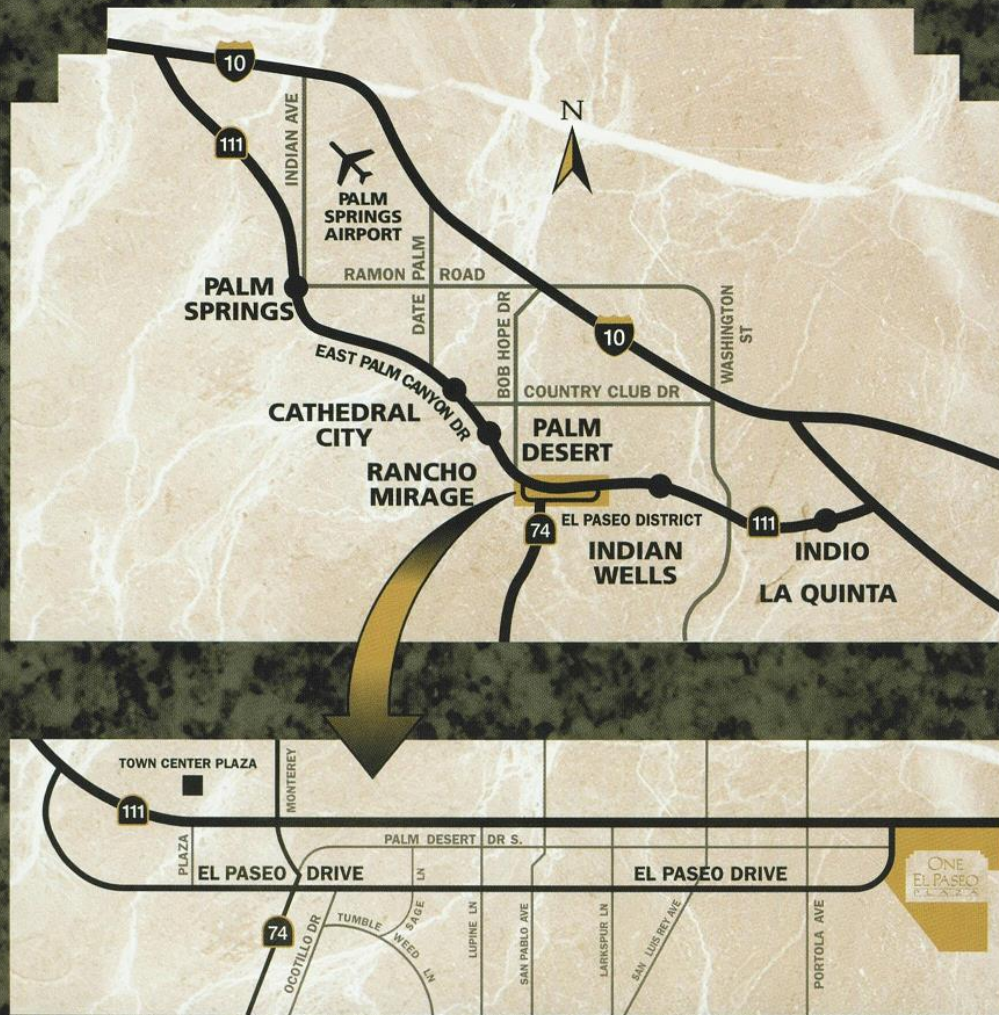 10
111
INDIAN AVE
N
PALM
SPRINGS
AIRPORT
RAMON
ROAD
DATE PALM
PALM
SPRINGS
BOB HOPE DR
10
WASHINGTON
ST
EAST PALM CANYON DR
COUNTRY CLUB DR
CATHEDRAL
CITY
PALM
DESERT
RANCHO
MIRAGE
74
EL PASEO DISTRICT
111
INDIAN
WELLS
INDIO
LA QUINTA
TOWN CENTER PLAZA
MONTEREY
111
PLAZA
PALM DESERT DR S.
EL PASEO DRIVE
EL PASEO DRIVE
ONE
EL PASEO
PLAZA
74
OCOTILLO DR
TUMBLE WEED LN
SAGE LN
LUPINE LN
SAN PABLO AVE
LARKSPUR LN
SAN LUIS REY AVE
PORTOLA AVE